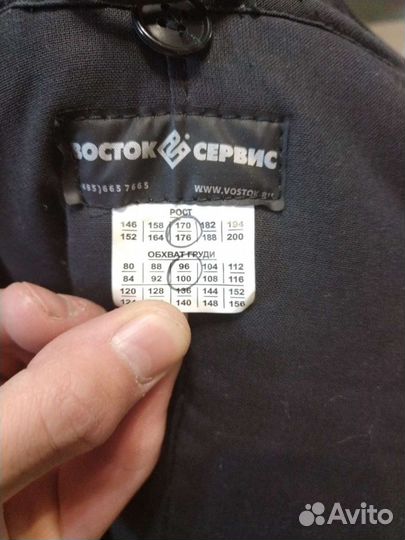 ВОСТОК СЕРВИС
WWW.VOSTOK.RU
РОСТ
146 158 170 182 194
152 164 176 188 200
ОБХВАТ ГРУДИ
80 88 96 104 112
84 92 100 108 116
120 128 136 144 152
140 148 156
Avito